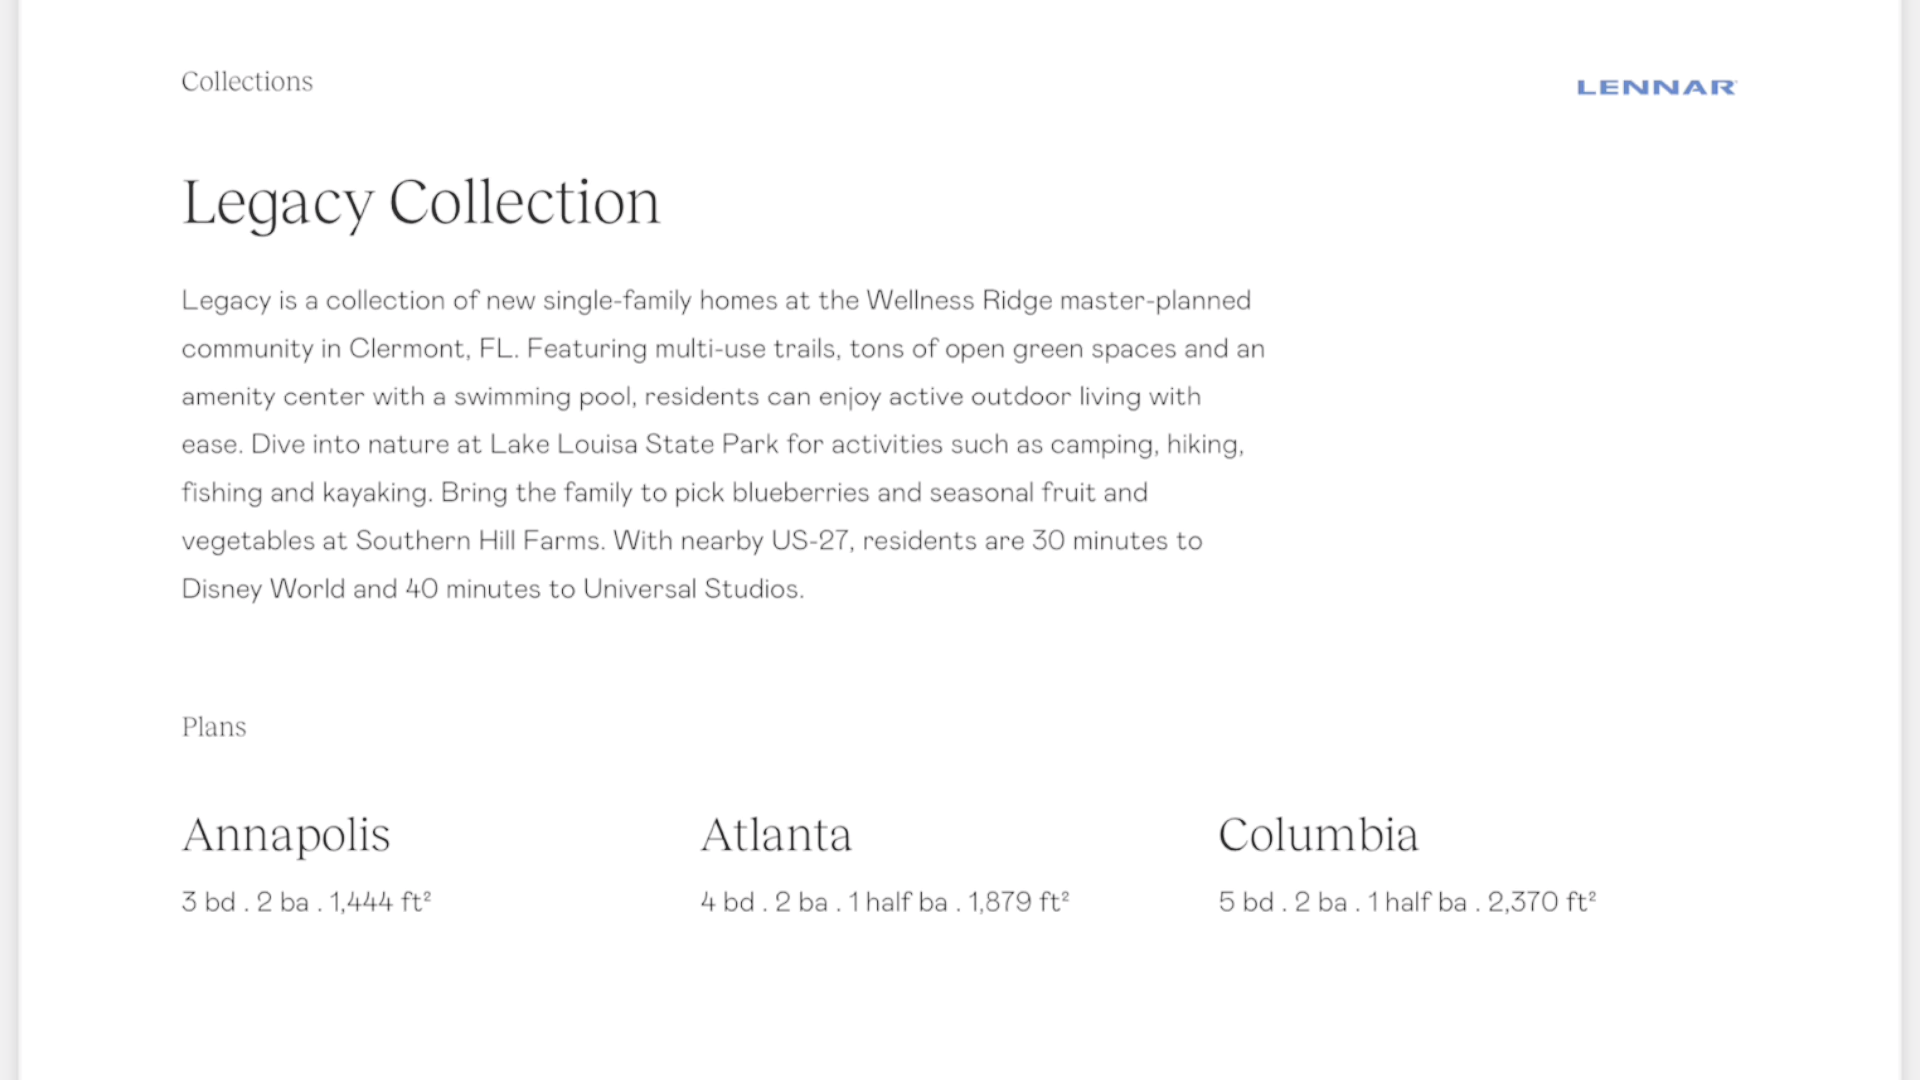 Collections
LENNAR
Legacy Collection
Legacy is a collection of new single-family homes at the Wellness Ridge master-planned
community in Clermont, FL. Featuring multi-use trails, tons of open green spaces and an
amenity center with a swimming pool, residents can enjoy active outdoor living with
ease. Dive into nature at Lake Louisa State Park for activities such as camping, hiking,
fishing and kayaking. Bring the family to pick blueberries and seasonal fruit and
vegetables at Southern Hill Farms. With nearby US-27, residents are 30 minutes to
Disney World and 40 minutes to Universal Studios.
Plans
Annapolis
3 bd . 2 ba . 1,444 ft²
Atlanta
4 bd . 2 ba . 1 half ba . 1,879 ft²
Columbia
5 bd . 2 ba . 1 half ba . 2,370 ft²